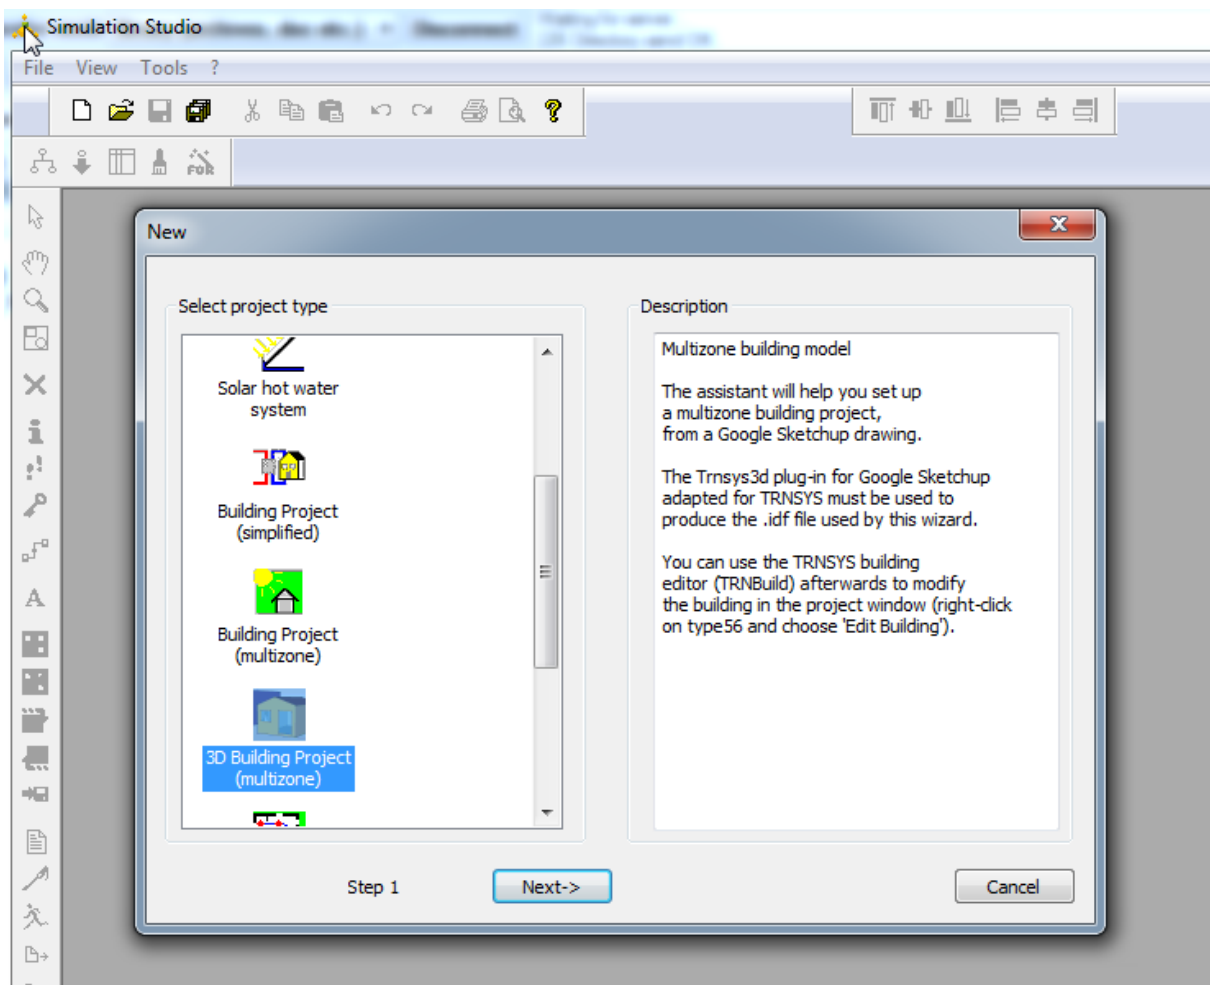 Simulation Studio
File View Tools ?
FOR
New
Select project type
Solar hot water
system
Building Project
(simplified)
Building Project
(multizone)
3D Building Project
(multizone)
Description
Multizone building model
The assistant will help you set up
a multizone building project,
from a Google Sketchup drawing.
The Trnsys3d plug-in for Google Sketchup
adapted for TRNSYS must be used to
produce the .idf file used by this wizard.
You can use the TRNSYS building
editor (TRNBuild) afterwards to modify
the building in the project window (right-click
on type56 and choose 'Edit Building').
Step 1
Next->
Cancel